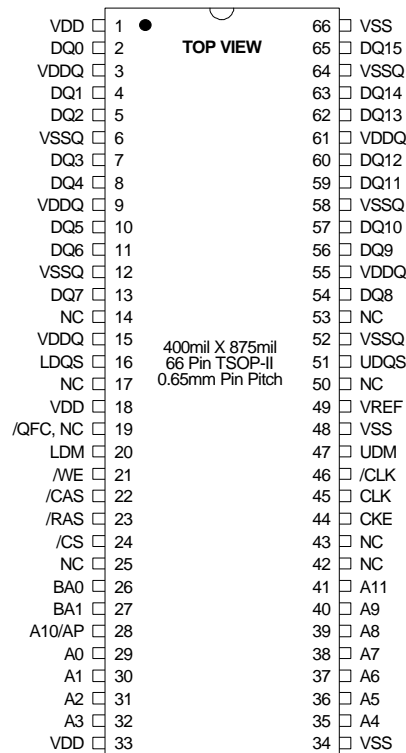 VDD 1 66 VSS
DQ0 2 TOP VIEW 65 DQ15
VDDQ 3 64 VSSQ
DQ1 4 63 DQ14
DQ2 5 62 DQ13
VSSQ 6 61 VDDQ
DQ3 7 60 DQ12
DQ4 8 59 DQ11
VDDQ 9 58 VSSQ
DQ5 10 57 DQ10
DQ6 11 56 DQ9
VSSQ 12 55 VDDQ
DQ7 13 54 DQ8
NC 14 53 NC
VDDQ 15 400mil X 875mil 52 VSSQ
LDQS 16 66 Pin TSOP-II 51 UDQS
NC 17 0.65mm Pin Pitch 50 NC
VDD 18 49 VREF
/QFC, NC 19 48 VSS
LDM 20 47 UDM
/WE 21 46 /CLK
/CAS 22 45 CLK
/RAS 23 44 CKE
/CS 24 43 NC
NC 25 42 NC
BA0 26 41 A11
BA1 27 40 A9
A10/AP 28 39 A8
A0 29 38 A7
A1 30 37 A6
A2 31 36 A5
A3 32 35 A4
VDD 33 34 VSS